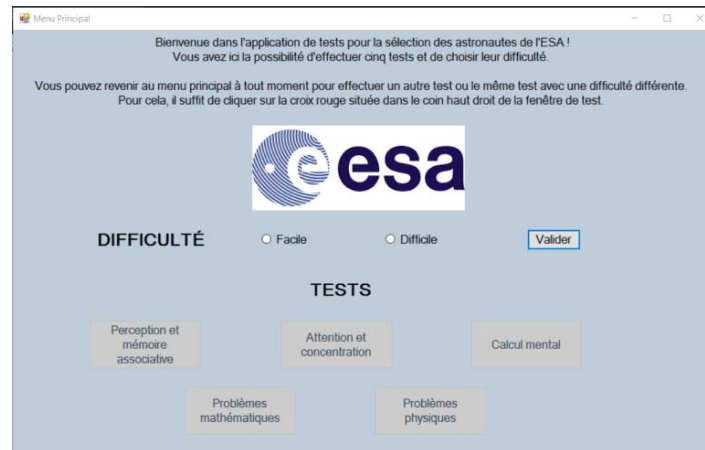 Menu Principal
Bienvenue dans l'application de tests pour la sélection des astronautes de l'ESA !
Vous avez ici la possibilité d'effectuer cinq tests et de choisir leur difficulté.
Vous pouvez revenir au menu principal à tout moment pour effectuer un autre test ou le même test avec une difficulté différente.
Pour cela, il suffit de cliquer sur la croix rouge située dans le coin haut droit de la fenêtre de test.
esa
DIFFICULTÉ
Facile
Difficile
Valider
TESTS
Perception et
mémoire
associative
Attention et
concentration
Calcul mental
Problèmes
mathématiques
Problèmes
physiques